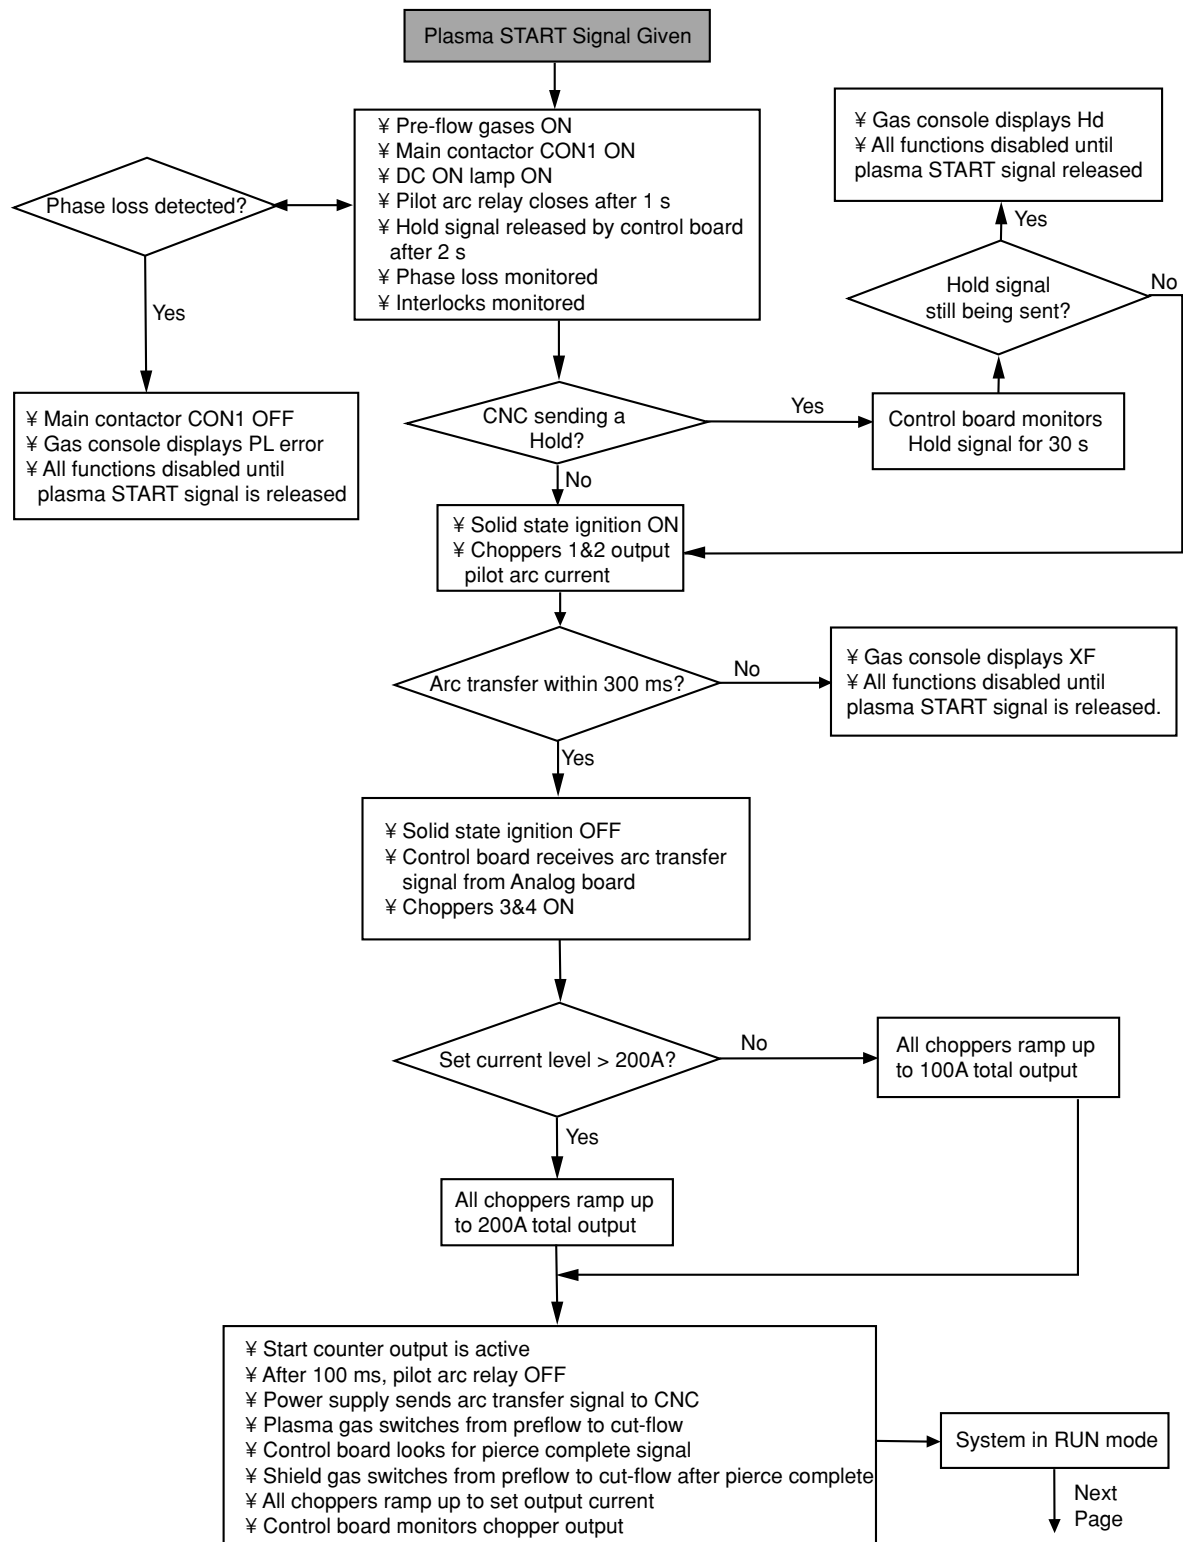 Plasma START Signal Given
¥ Pre-flow gases ON
¥ Main contactor CON1 ON
¥ DC ON lamp ON
¥ Pilot arc relay closes after 1 s
¥ Hold signal released by control board
after 2 s
¥ Phase loss monitored
¥ Interlocks monitored
Phase loss detected?
Yes
¥ Main contactor CON1 OFF
¥ Gas console displays PL error
¥ All functions disabled until
plasma START signal is released
¥ Gas console displays Hd
¥ All functions disabled until
plasma START signal released
Yes
Hold signal
still being sent?
No
CNC sending a
Hold?
Yes
Control board monitors
Hold signal for 30 s
No
¥ Solid state ignition ON
¥ Choppers 1&2 output
pilot arc current
Arc transfer within 300 ms?
No
¥ Gas console displays XF
¥ All functions disabled until
plasma START signal is released.
Yes
¥ Solid state ignition OFF
¥ Control board receives arc transfer
signal from Analog board
¥ Choppers 3&4 ON
Set current level > 200A?
No
All choppers ramp up
to 100A total output
Yes
All choppers ramp up
to 200A total output
¥ Start counter output is active
¥ After 100 ms, pilot arc relay OFF
¥ Power supply sends arc transfer signal to CNC
¥ Plasma gas switches from preflow to cut-flow
¥ Control board looks for pierce complete signal
¥ Shield gas switches from preflow to cut-flow after pierce complete
¥ All choppers ramp up to set output current
¥ Control board monitors chopper output
System in RUN mode
Next
Page